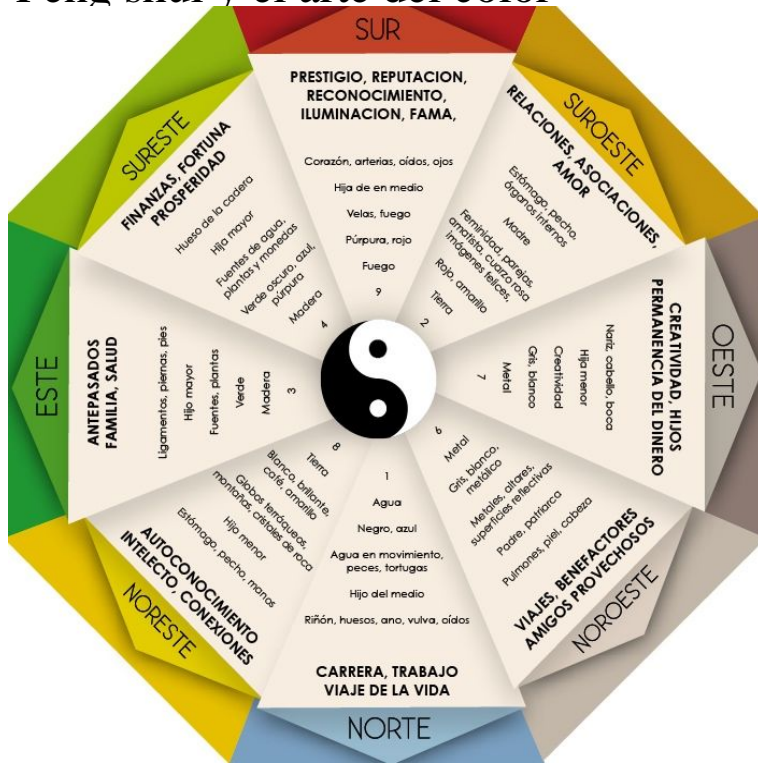 Feng shui y el arte del color
SUR
PRESTIGIO, REPUTACION,
RECONOCIMIENTO,
ILUMINACION, FAMA,
Corazón, arterias, oídos, ojos
Hija de en medio
Velas, fuego
Púrpura, rojo
Fuego
9
SUROESTE
RELACIONES, ASOCIACIONES,
AMOR
Estómago, pecho,
órganos internos
Madre
Feminidad, parejas,
amatista, cuarzo rosa
imágenes felices,
Rojo, amarillo
Tierra
2
OESTE
CREATIVIDAD, HIJOS
PERMANENCIA DEL DINERO
Nariz, cabello, boca
Hija menor
Creatividad
Gris, blanco
Metal
7
NOROESTE
VIAJES, BENEFACTORES
AMIGOS PROVECHOSOS
Pulmones, piel, cabeza
Padre, patriarca
Metales, altares,
superficies reflectivas
Gris, blanco,
metálico
Metal
6
1
Agua
Negro, azul
Agua en movimiento,
peces, tortugas
Hijo del medio
Riñón, huesos, ano, vulva, oídos
CARRERA, TRABAJO
VIAJE DE LA VIDA
NORTE
8
Tierra
Blanco, brillante,
café, amarillo
Globos terráqueos,
montañas, cristales de roca
Hijo menor
Estómago, pecho, manos
AUTOCONOCIMIENTO
INTELECTO, CONEXIONES
NORESTE
ESTE
ANTEPASADOS
FAMILIA, SALUD
Ligamentos, piernas, pies
Hijo mayor
Fuentes, plantas
Verde
Madera
3
SURESTE
FINANZAS, FORTUNA
PROSPERIDAD
Hueso de la cadera
Hija mayor
Fuentes de agua,
plantas y monedas
Verde oscuro, azul,
púrpura
Madera
4